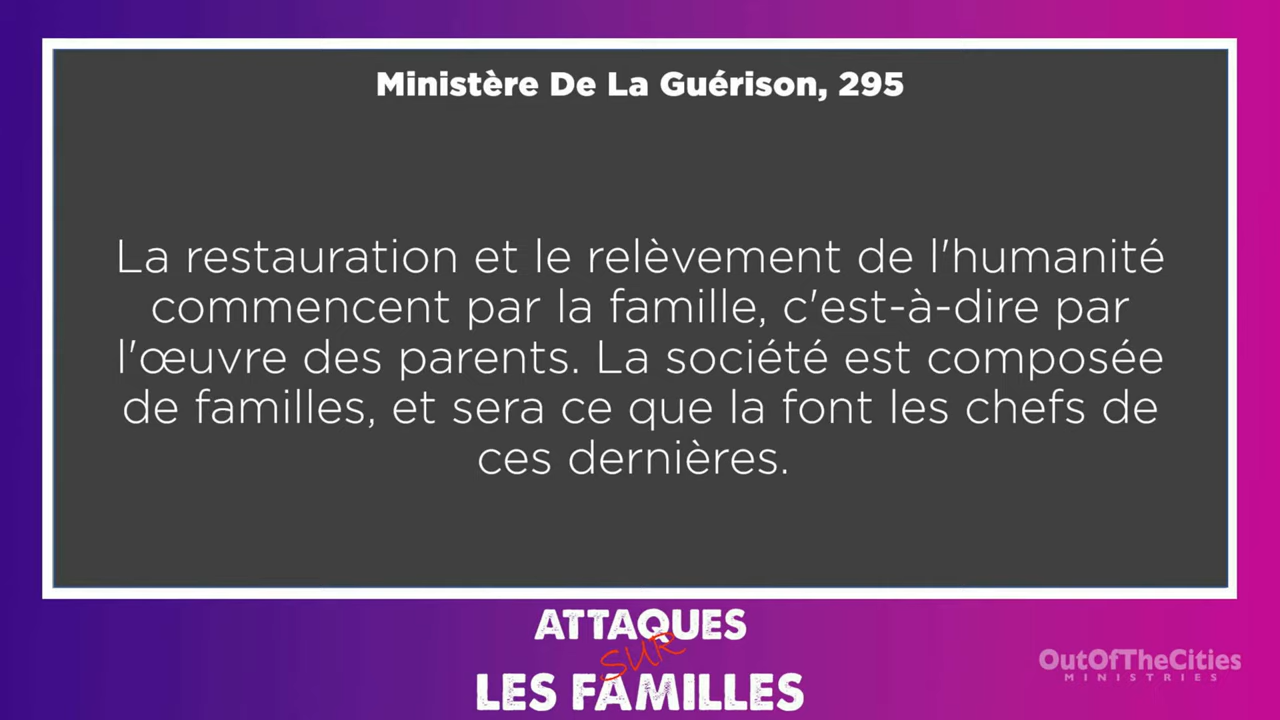 Ministère De La Guérison, 295
La restauration et le relèvement de l'humanité
commencent par la famille, c'est-à-dire par
l'œuvre des parents. La société est composée
de familles, et sera ce que la font les chefs de
ces dernières.
ATTAQUES
SUR
LES FAMILLES
OutOfTheCities
MINISTRIES